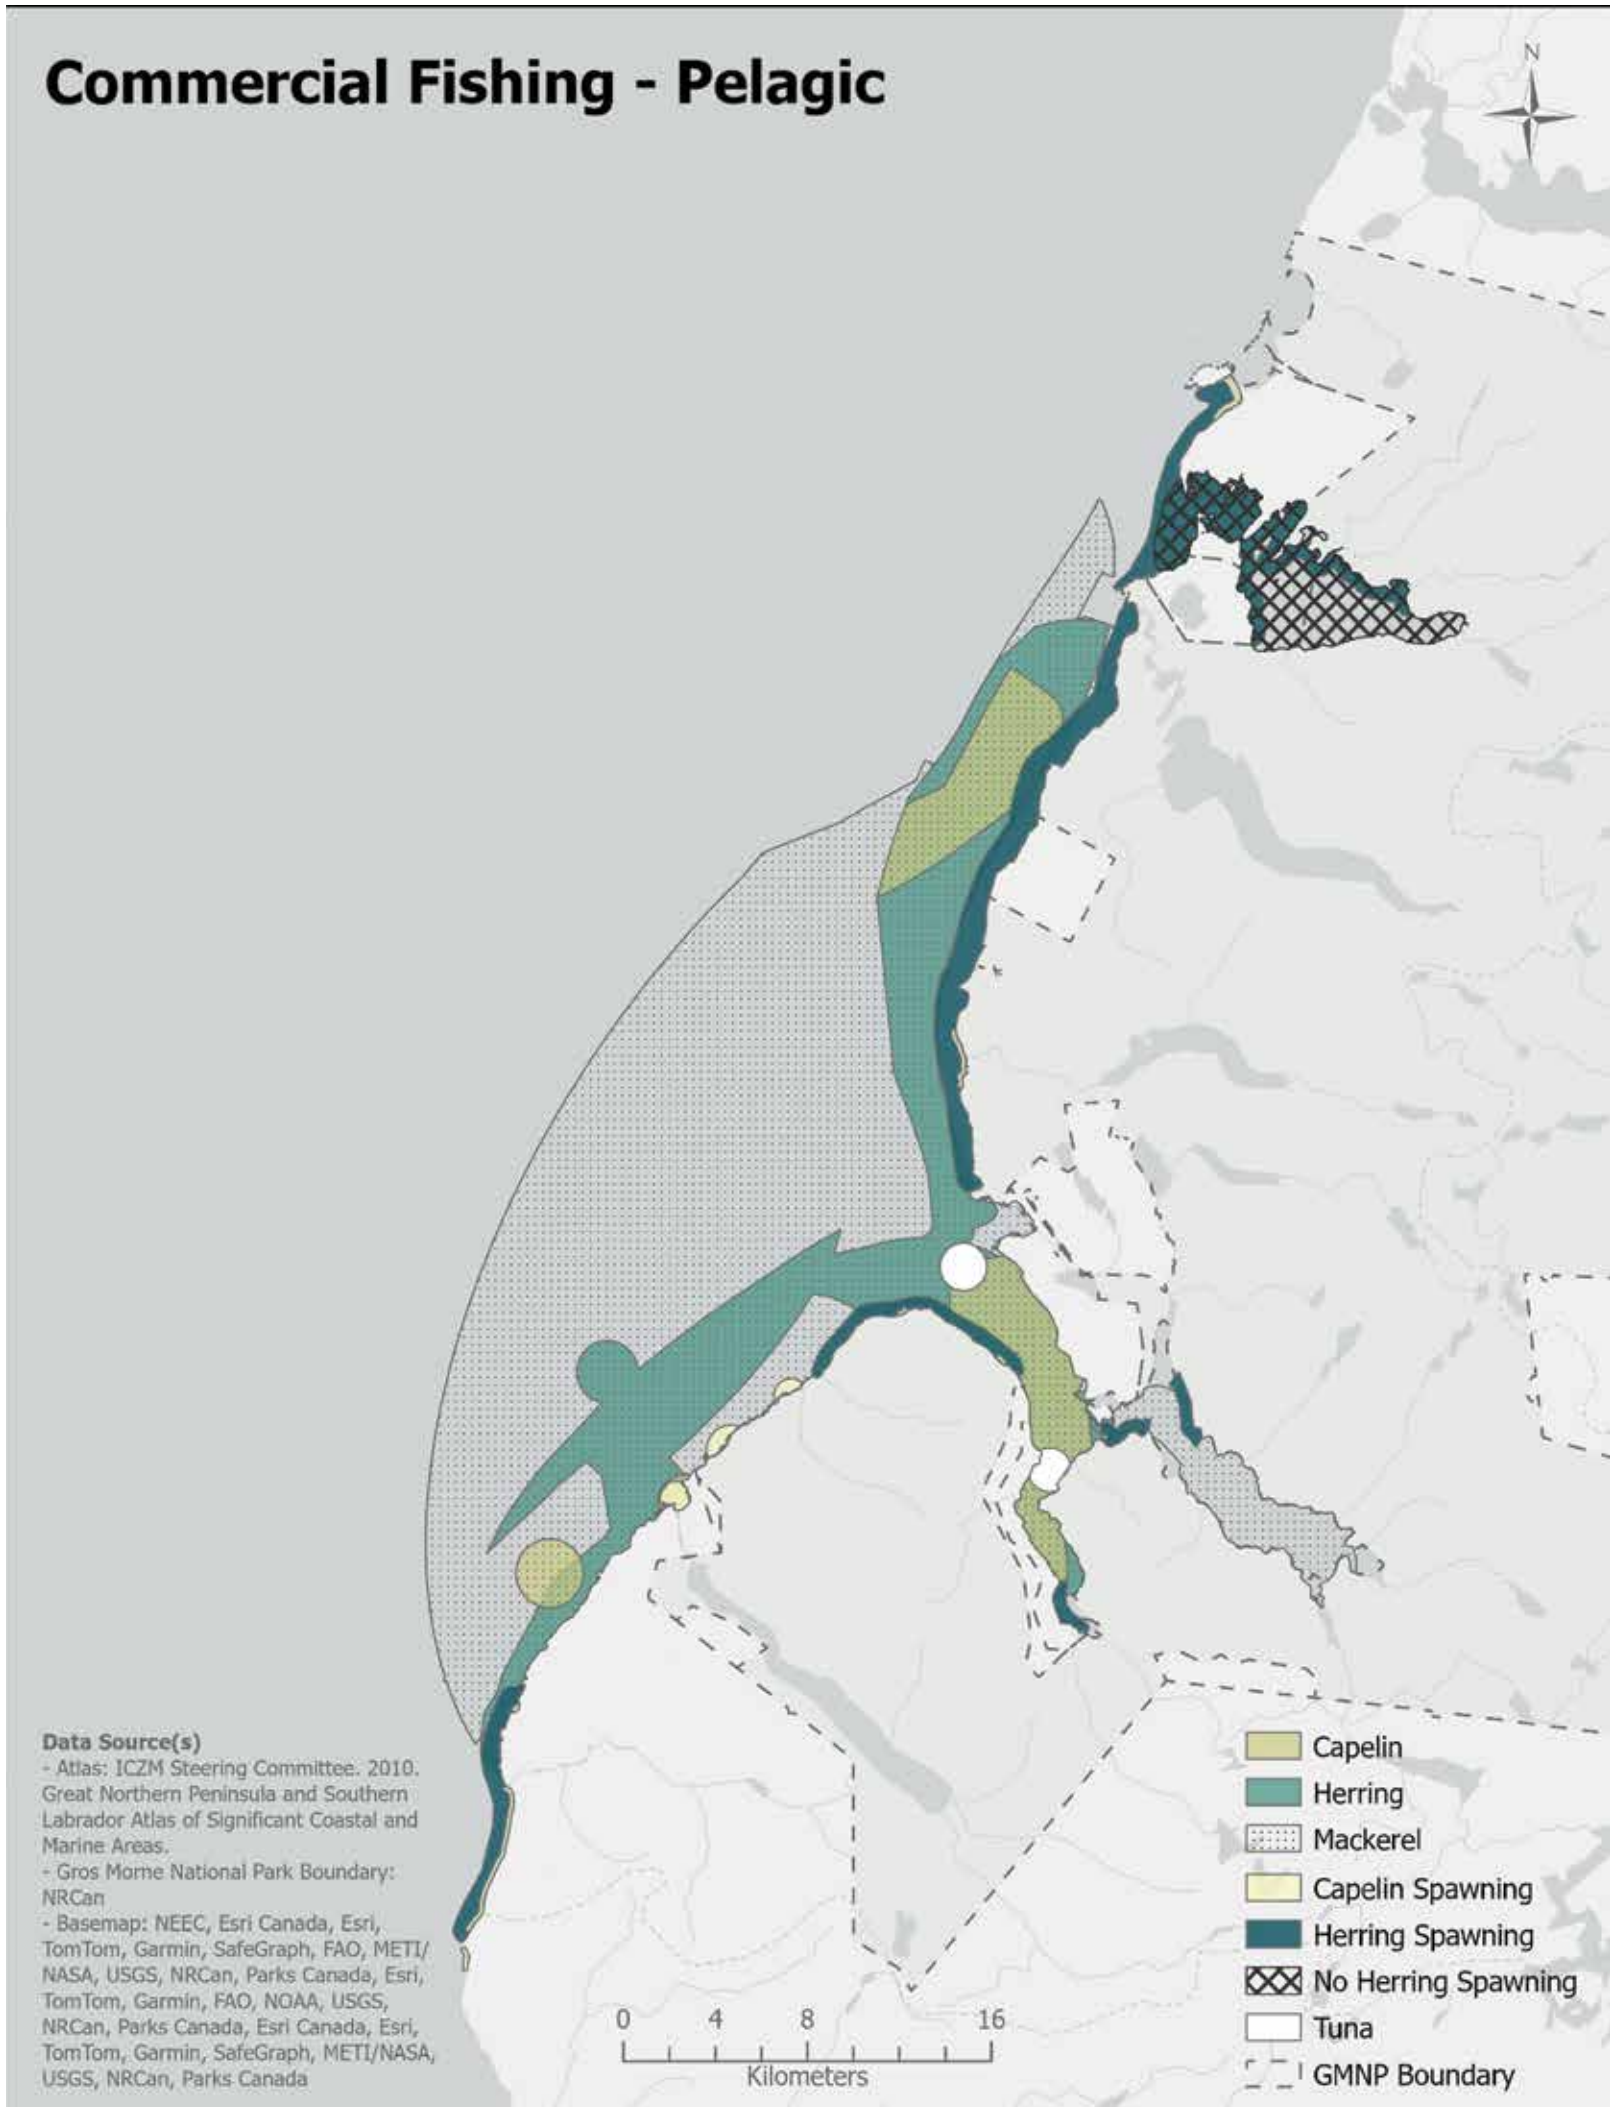 Commercial Fishing - Pelagic
N
Data Source(s)
- Atlas: ICZM Steering Committee. 2010.
Great Northern Peninsula and Southern
Labrador Atlas of Significant Coastal and
Marine Areas.
- Gros Morne National Park Boundary:
NRCan
- Basemap: NEEC, Esri Canada, Esri,
TomTom, Garmin, SafeGraph, FAO, METI/
NASA, USGS, NRCan, Parks Canada, Esri,
TomTom, Garmin, FAO, NOAA, USGS,
NRCan, Parks Canada, Esri Canada, Esri,
TomTom, Garmin, SafeGraph, METI/NASA,
USGS, NRCan, Parks Canada
0 4 8 16
Kilometers
Capelin
Herring
Mackerel
Capelin Spawning
Herring Spawning
No Herring Spawning
Tuna
GMNP Boundary